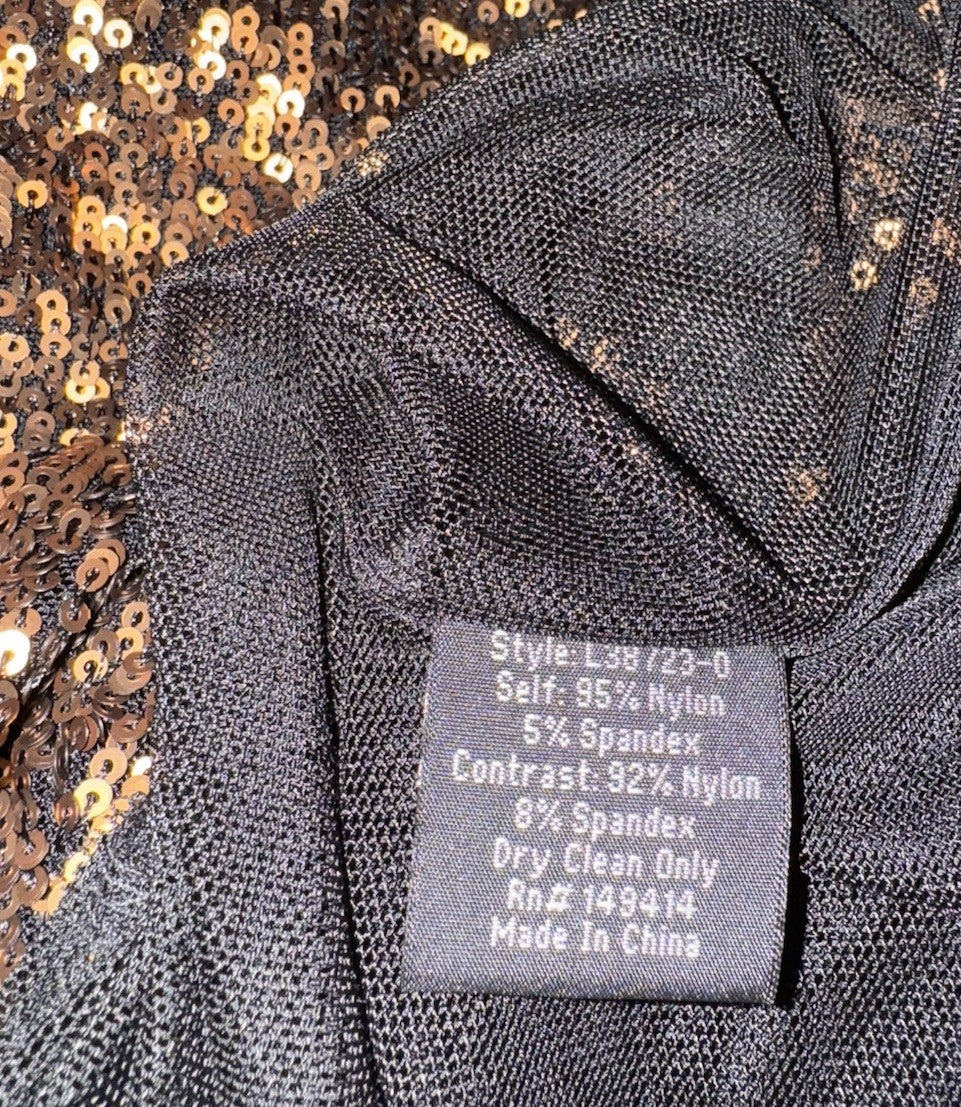 Style: L38723-0
Self: 95% Nylon
5% Spandex
Contrast: 92% Nylon
8% Spandex
Dry Clean Only
Rn# 149414
Made In China